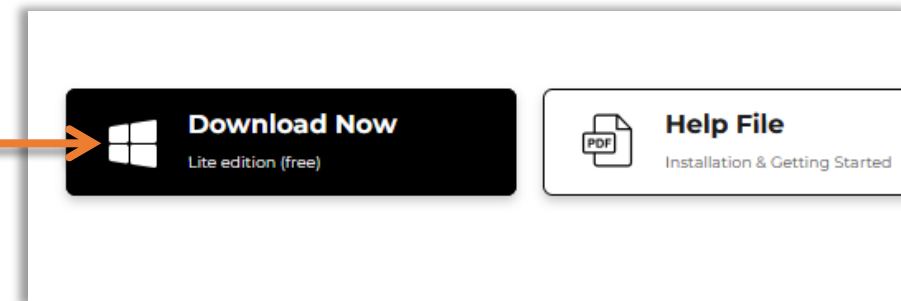 Download Now
Lite edition (free)
PDF
Help File
Installation & Getting Started